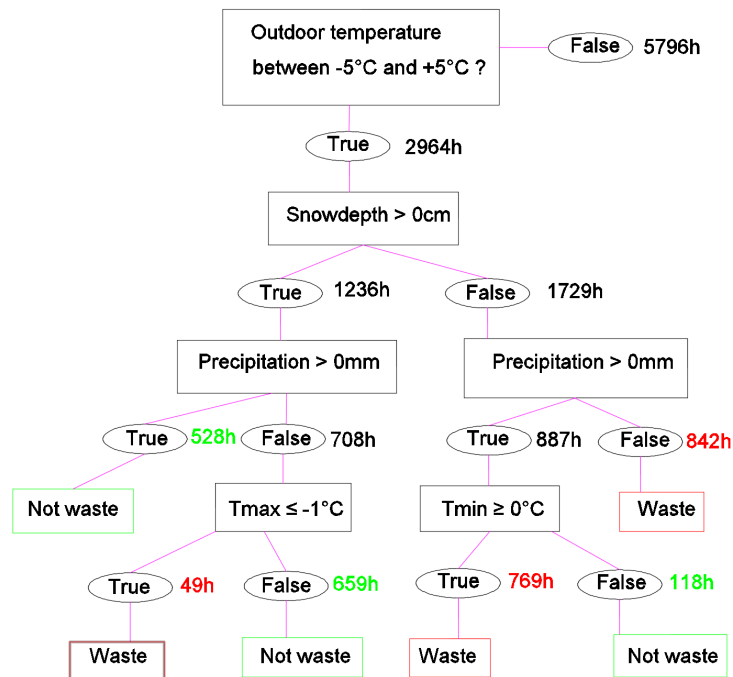 Outdoor temperature
between -5°C and +5°C ?
False 5796h
True 2964h
Snowdepth > 0cm
True 1236h
False 1729h
Precipitation > 0mm
Precipitation > 0mm
True 528h
False 708h
True 887h
False 842h
Not waste
Tmax ≤ -1°C
Tmin ≥ 0°C
Waste
True 49h
False 659h
True 769h
False 118h
Waste
Not waste
Waste
Not waste